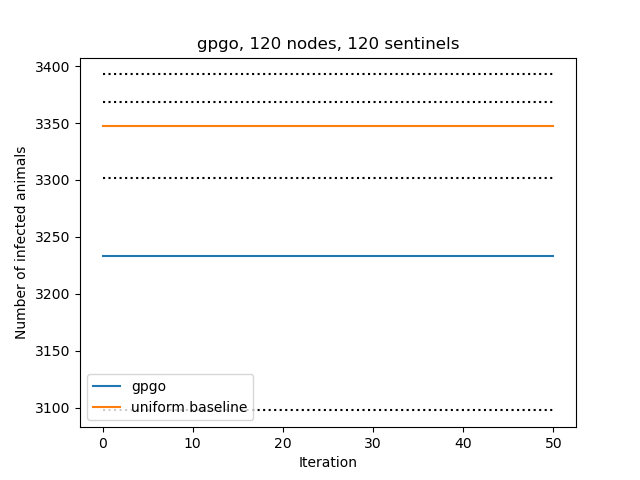 gpgo, 120 nodes, 120 sentinels
3400
3350
3300
3250
3200
3150
3100
Number of infected animals
gpgo
uniform baseline
0 10 20 30 40 50
Iteration